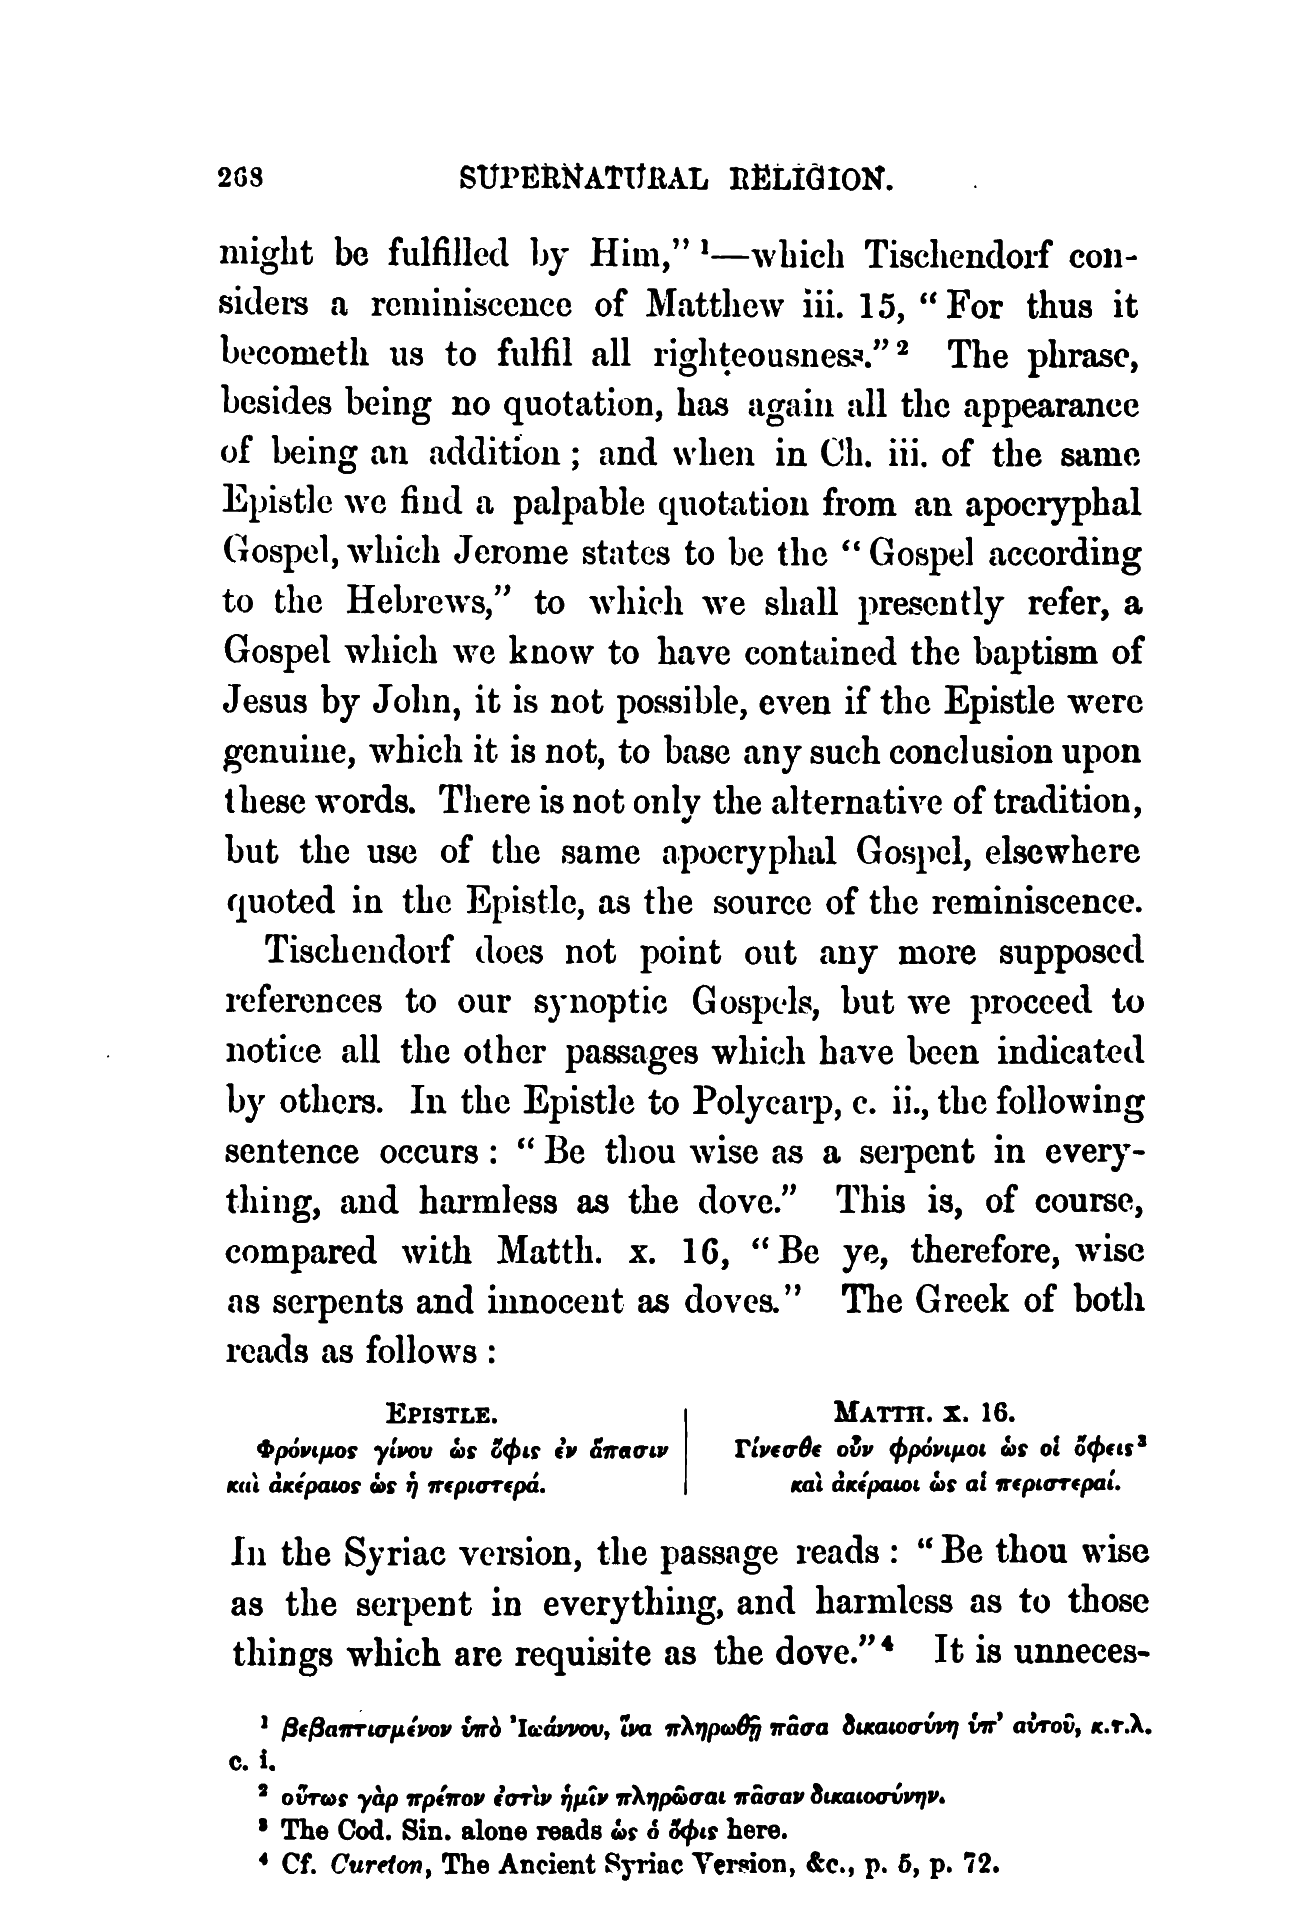 268 SUPERNATURAL RELIGION.
might be fulfilled by Him,” ¹—which Tischendorf con-
siders a reminiscence of Matthew iii. 15, “For thus it
becometh us to fulfil all righteousness.” ² The phrase,
besides being no quotation, has again all the appearance
of being an addition; and when in Ch. iii. of the same
Epistle we find a palpable quotation from an apocryphal
Gospel, which Jerome states to be the “Gospel according
to the Hebrews,” to which we shall presently refer, a
Gospel which we know to have contained the baptism of
Jesus by John, it is not possible, even if the Epistle were
genuine, which it is not, to base any such conclusion upon
these words. There is not only the alternative of tradition,
but the use of the same apocryphal Gospel, elsewhere
quoted in the Epistle, as the source of the reminiscence.
Tischendorf does not point out any more supposed
references to our synoptic Gospels, but we proceed to
notice all the other passages which have been indicated
by others. In the Epistle to Polycarp, c. ii., the following
sentence occurs: “Be thou wise as a serpent in every-
thing, and harmless as the dove.” This is, of course,
compared with Matth. x. 16, “Be ye, therefore, wise
as serpents and innocent as doves.” The Greek of both
reads as follows:
EPISTLE.
Φρόνιμος γίνου ὡς ὄφις ἐν ἅπασιν
καὶ ἀκέραιος ὡς ἡ περιστερά.
MATTH. X. 16.
Γίνεσθε οὖν φρόνιμοι ὡς οἱ ὄφεις³
καὶ ἀκέραιοι ὡς αἱ περιστεραί.
In the Syriac version, the passage reads: “Be thou wise
as the serpent in everything, and harmless as to those
things which are requisite as the dove.”⁴ It is unneces-
¹ βεβαπτισμένον ὑπὸ Ἰωάννου, ἵνα πληρωθῇ πᾶσα δικαιοσύνη ὑπ’ αὐτοῦ, κ.τ.λ.
c. i.
² οὕτως γὰρ πρέπον ἐστὶν ἡμῖν πληρῶσαι πᾶσαν δικαιοσύνην.
³ The Cod. Sin. alone reads ὡς ὁ ὄφις here.
⁴ Cf. Cureton, The Ancient Syriac Version, &c., p. 5, p. 72.